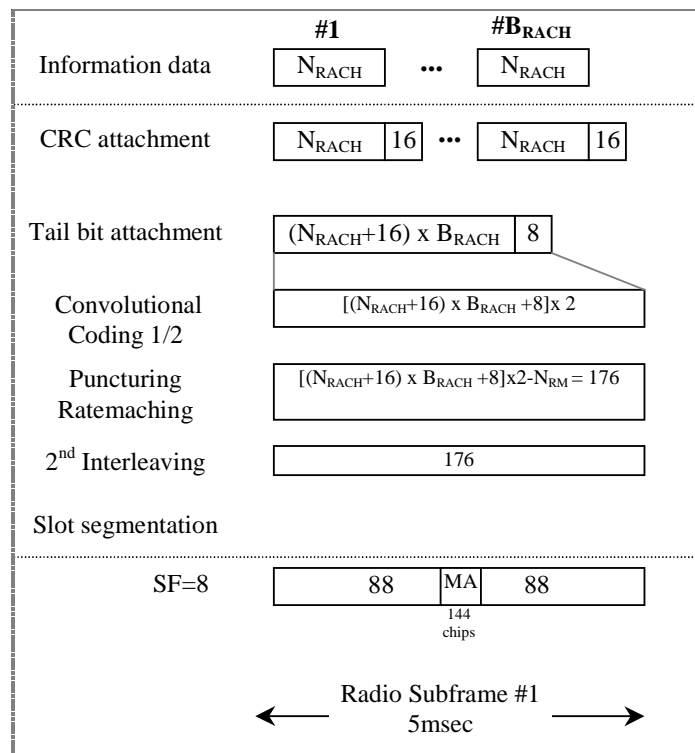 #1 #B_RACH
Information data N_RACH ... N_RACH
CRC attachment N_RACH 16 ... N_RACH 16
Tail bit attachment (N_RACH+16) x B_RACH 8
Convolutional
Coding 1/2
[(N_RACH+16) x B_RACH +8]x 2
Puncturing
Ratemaching
[(N_RACH+16) x B_RACH +8]x2-N_RM = 176
2nd Interleaving 176
Slot segmentation
SF=8 88 MA 88
144
chips
Radio Subframe #1
5msec